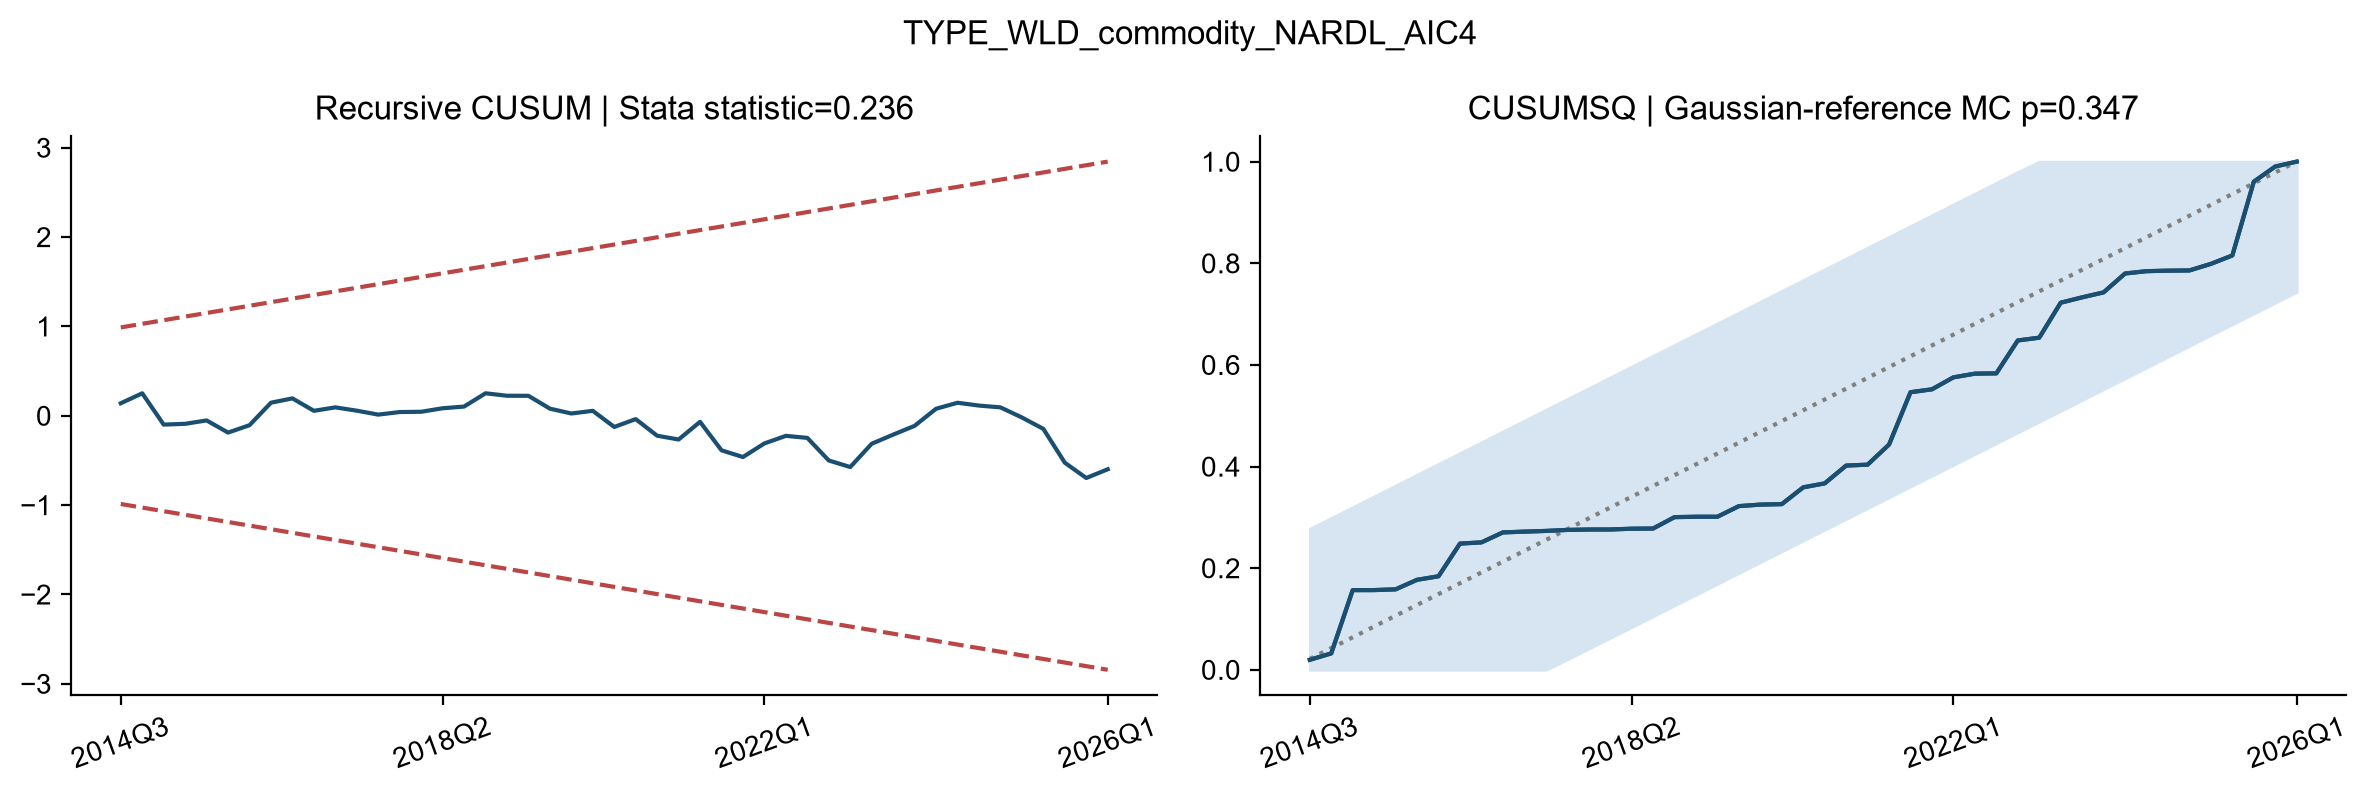 TYPE_WLD_commodity_NARDL_AIC4
Recursive CUSUM | Stata statistic=0.236
3
2
1
0
−1
−2
−3
2014Q3
2018Q2
2022Q1
2026Q1
CUSUMSQ | Gaussian-reference MC p=0.347
1.0
0.8
0.6
0.4
0.2
0.0
2014Q3
2018Q2
2022Q1
2026Q1